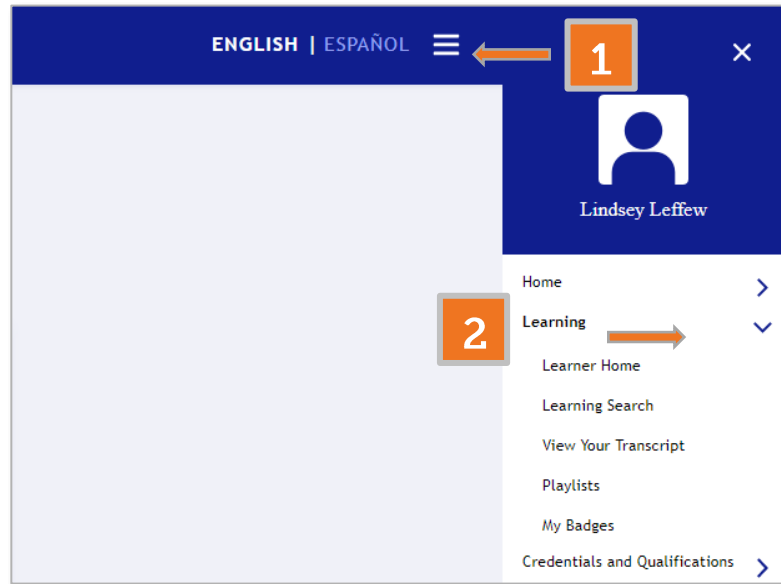 ENGLISH | ESPAÑOL
1
Lindsey Leffew
Home
2
Learning
Learner Home
Learning Search
View Your Transcript
Playlists
My Badges
Credentials and Qualifications